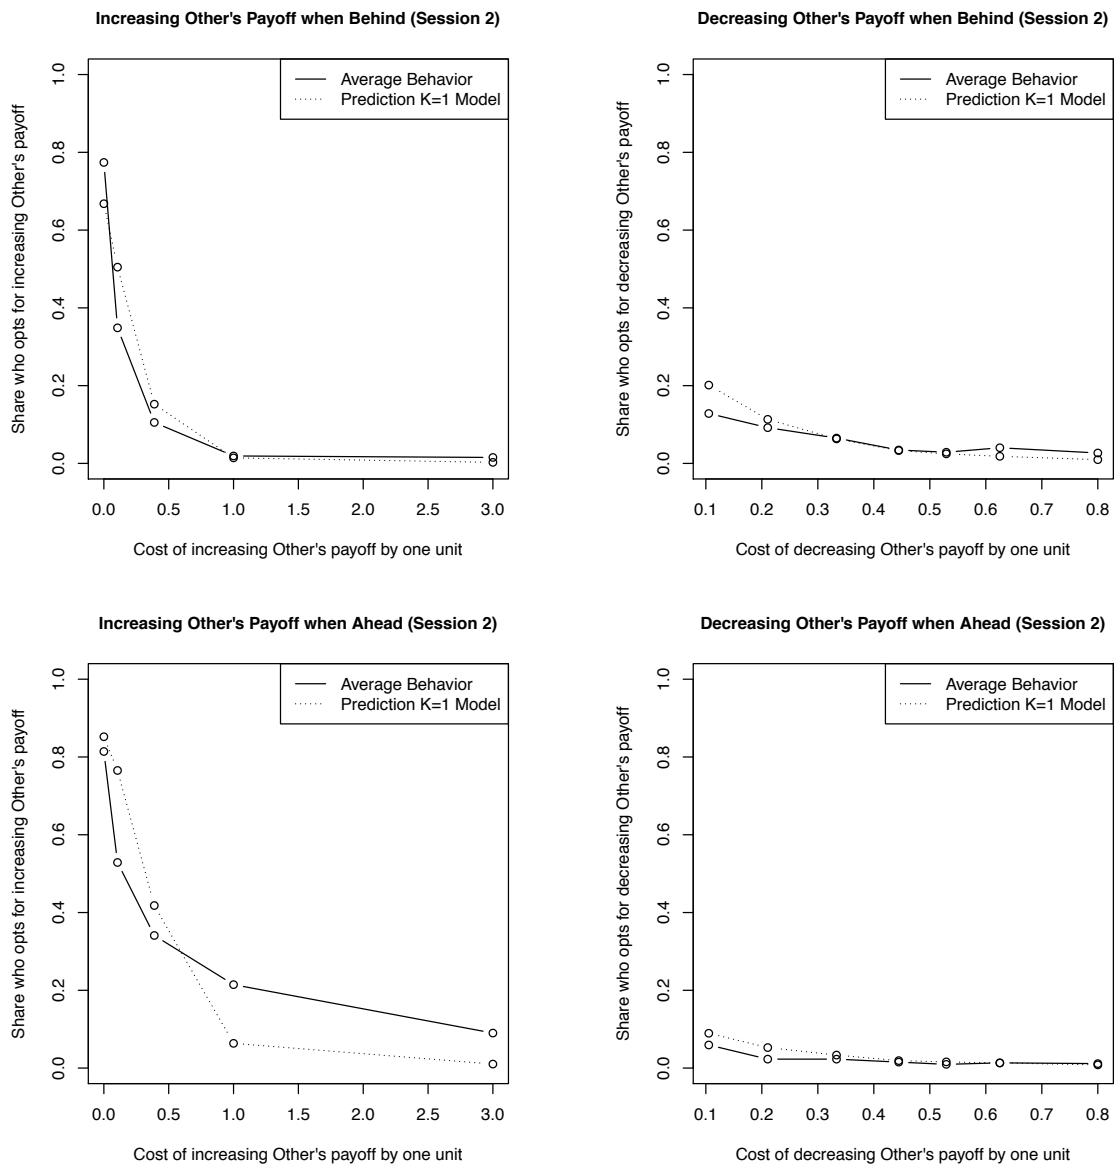 Increasing Other's Payoff when Behind (Session 2)
Share who opts for increasing Other's payoff
1.0
0.8
0.6
0.4
0.2
0.0
Average Behavior
Prediction K=1 Model
0.0 0.5 1.0 1.5 2.0 2.5 3.0
Cost of increasing Other's payoff by one unit
Decreasing Other's Payoff when Behind (Session 2)
Share who opts for decreasing Other's payoff
1.0
0.8
0.6
0.4
0.2
0.0
Average Behavior
Prediction K=1 Model
0.1 0.2 0.3 0.4 0.5 0.6 0.7 0.8
Cost of decreasing Other's payoff by one unit
Increasing Other's Payoff when Ahead (Session 2)
Share who opts for increasing Other's payoff
1.0
0.8
0.6
0.4
0.2
0.0
Average Behavior
Prediction K=1 Model
0.0 0.5 1.0 1.5 2.0 2.5 3.0
Cost of increasing Other's payoff by one unit
Decreasing Other's Payoff when Ahead (Session 2)
Share who opts for decreasing Other's payoff
1.0
0.8
0.6
0.4
0.2
0.0
Average Behavior
Prediction K=1 Model
0.1 0.2 0.3 0.4 0.5 0.6 0.7 0.8
Cost of decreasing Other's payoff by one unit